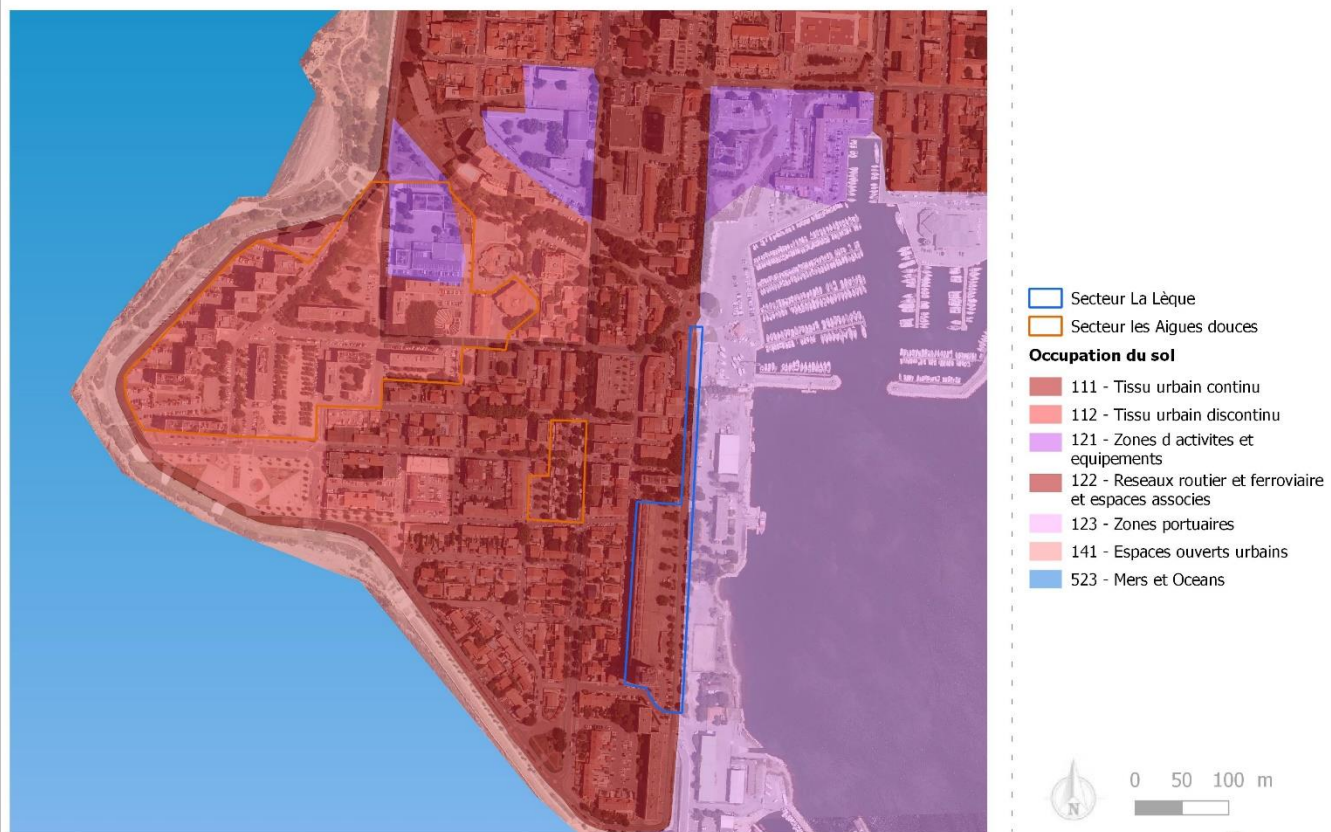 Secteur La Lèque
Secteur les Aigues douces
Occupation du sol
111 - Tissu urbain continu
112 - Tissu urbain discontinu
121 - Zones d activites et
equipements
122 - Reseaux routier et ferroviaire
et espaces associes
123 - Zones portuaires
141 - Espaces ouverts urbains
523 - Mers et Oceans
N
0 50 100 m